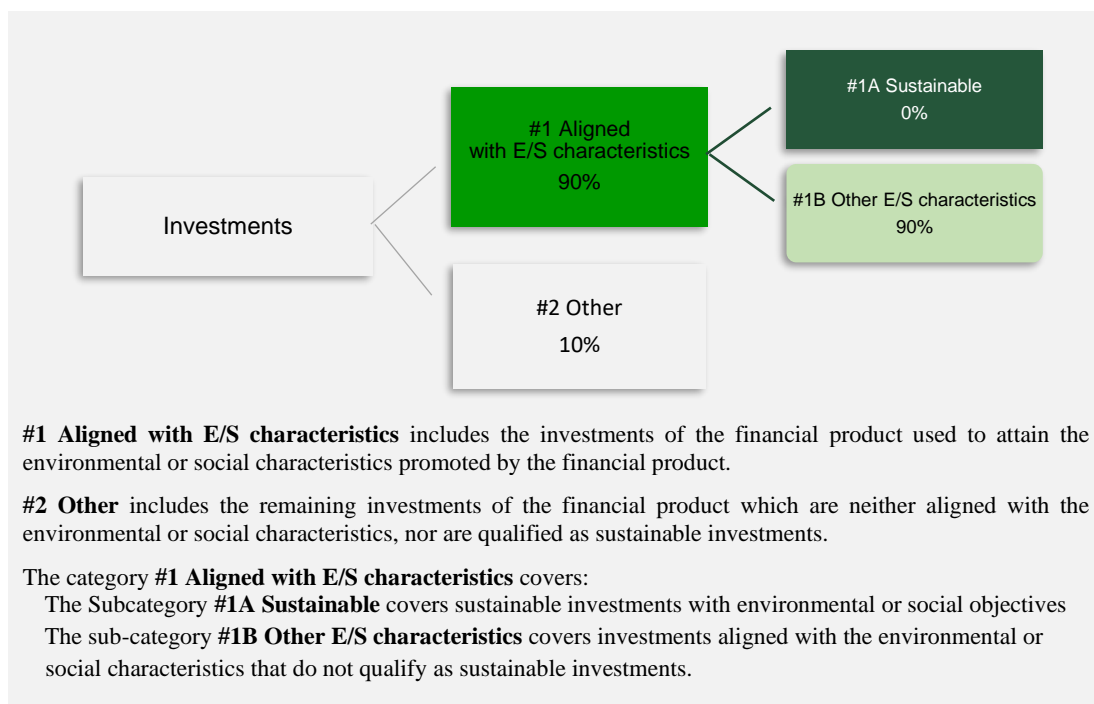 #1A Sustainable
0%
#1 Aligned
with E/S characteristics
90%
#1B Other E/S characteristics
90%
Investments
#2 Other
10%
#1 Aligned with E/S characteristics includes the investments of the financial product used to attain the
environmental or social characteristics promoted by the financial product.
#2 Other includes the remaining investments of the financial product which are neither aligned with the
environmental or social characteristics, nor are qualified as sustainable investments.
The category #1 Aligned with E/S characteristics covers:
The Subcategory #1A Sustainable covers sustainable investments with environmental or social objectives
The sub-category #1B Other E/S characteristics covers investments aligned with the environmental or
social characteristics that do not qualify as sustainable investments.